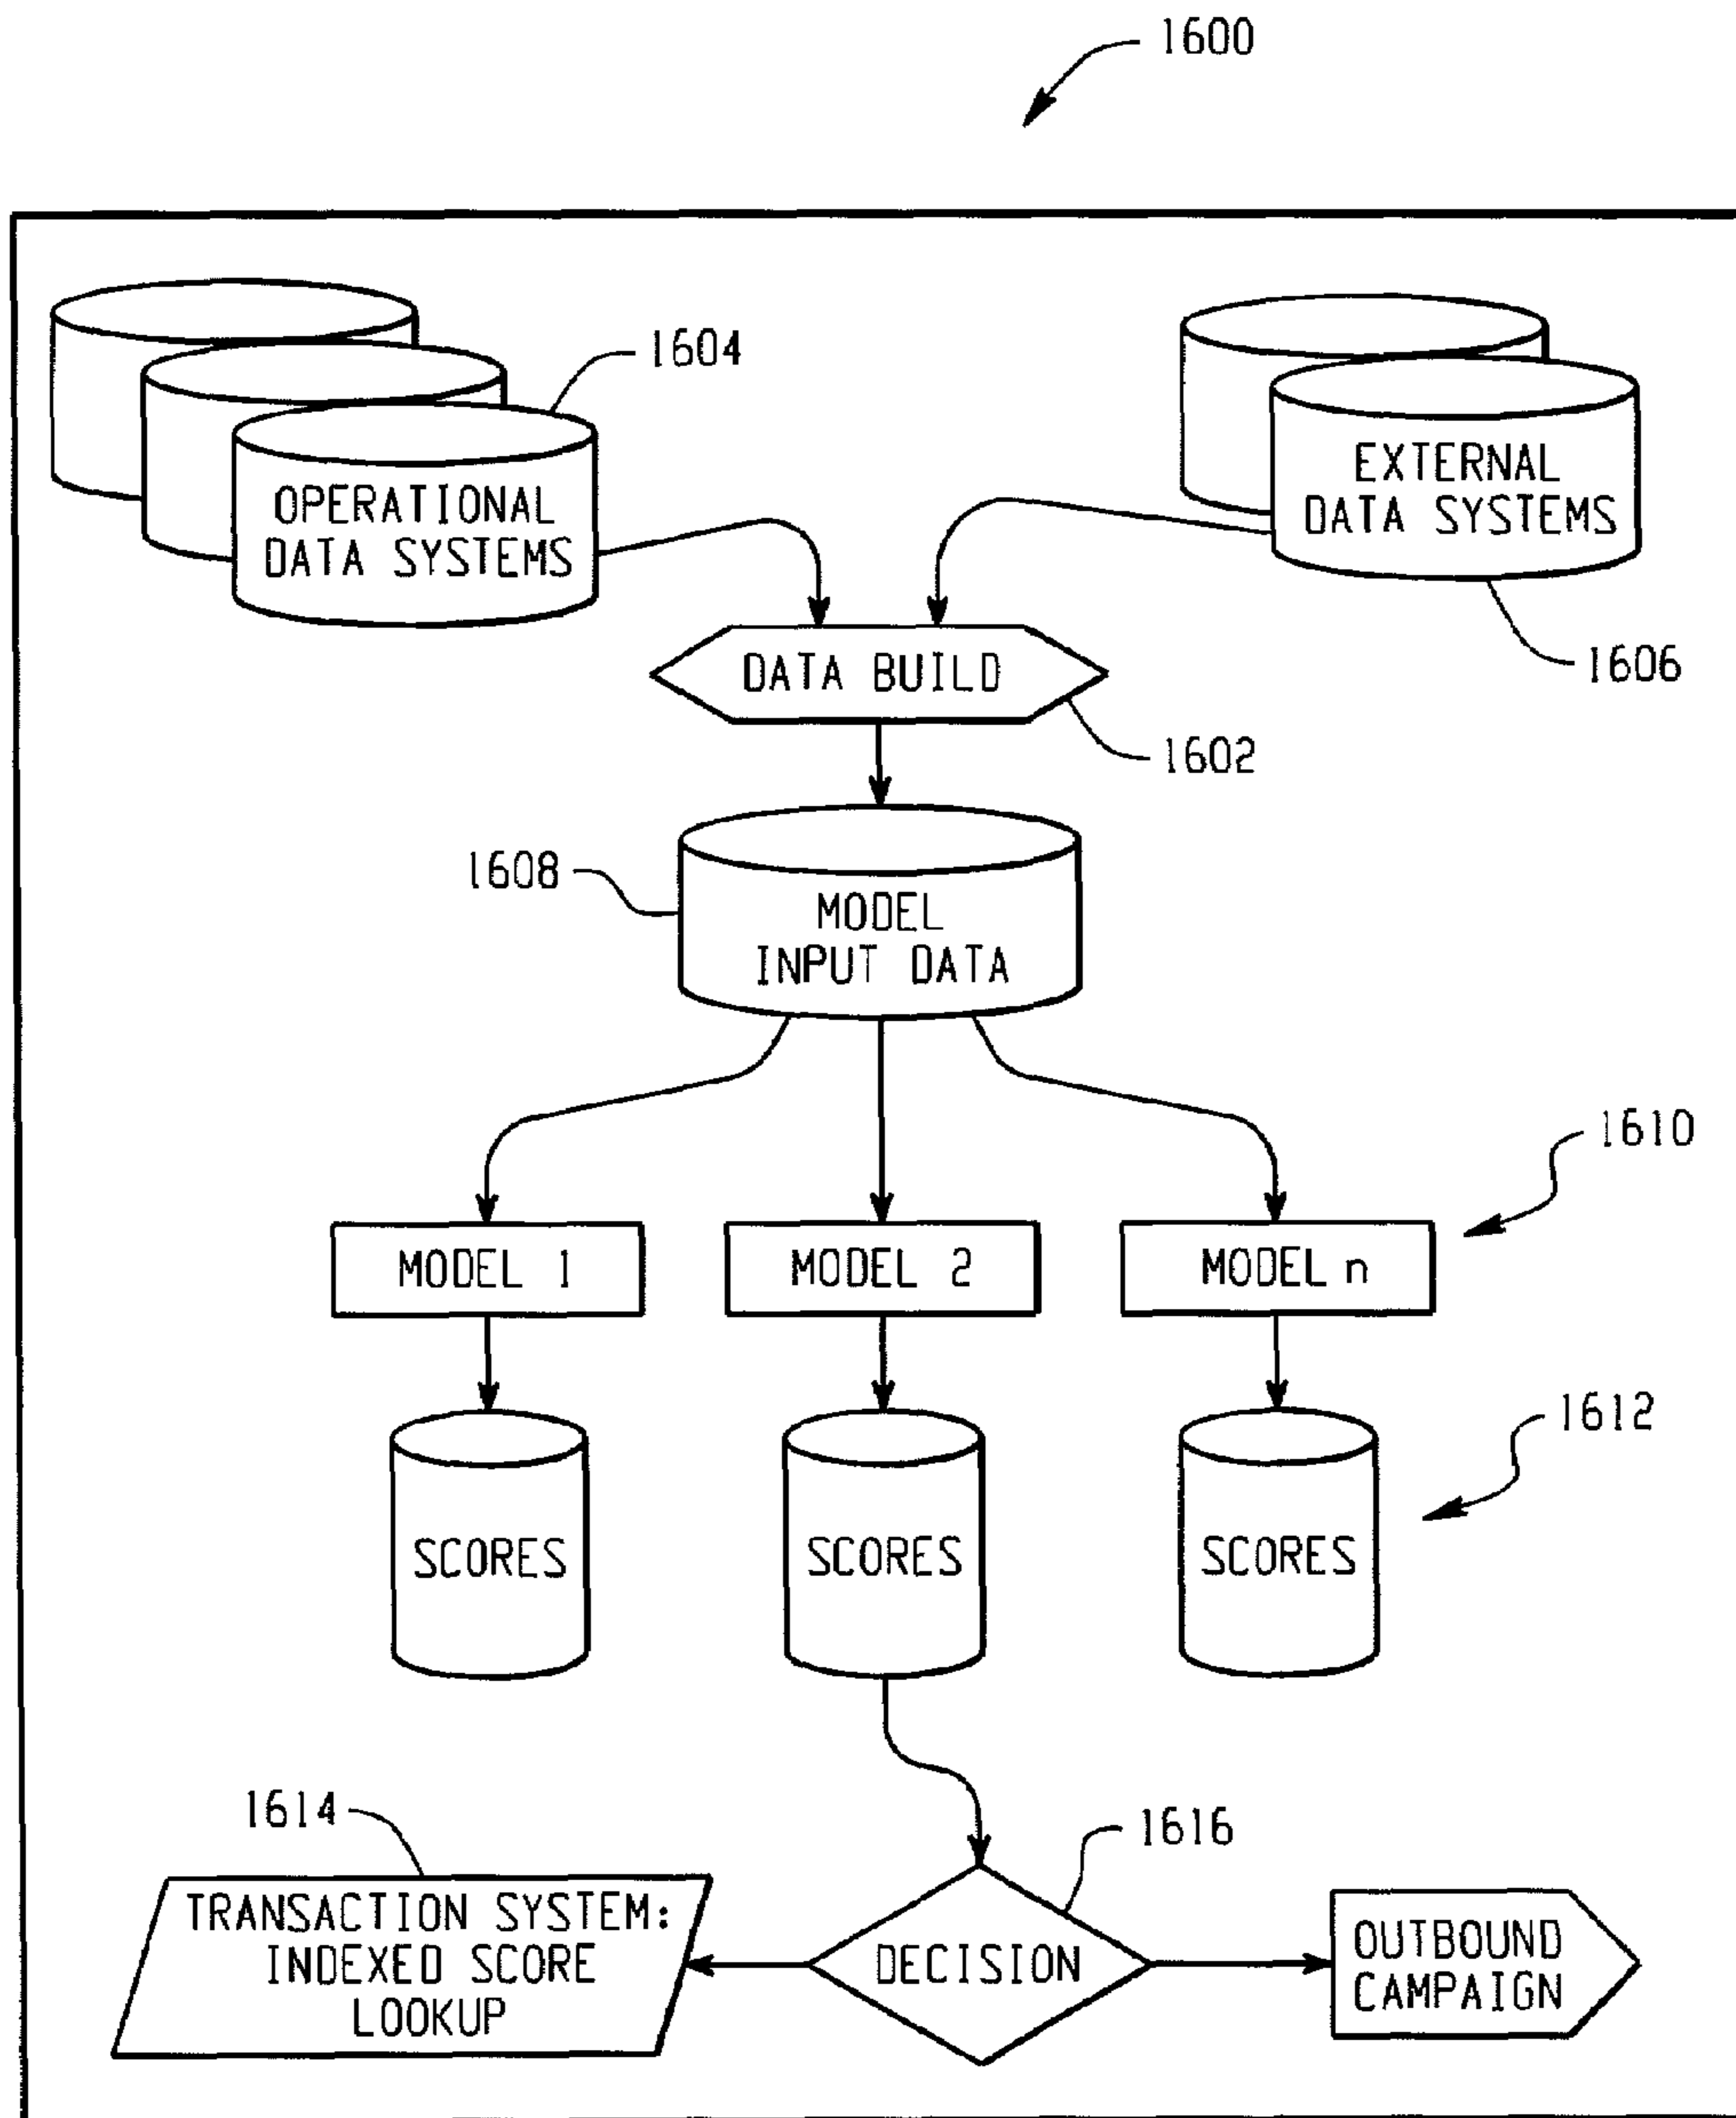 1600
1604
OPERATIONAL
DATA SYSTEMS
EXTERNAL
DATA SYSTEMS
1606
DATA BUILD
1602
1608
MODEL
INPUT DATA
1610
MODEL 1
MODEL 2
MODEL n
1612
SCORES
SCORES
SCORES
1614
1616
TRANSACTION SYSTEM:
INDEXED SCORE
LOOKUP
DECISION
OUTBOUND
CAMPAIGN